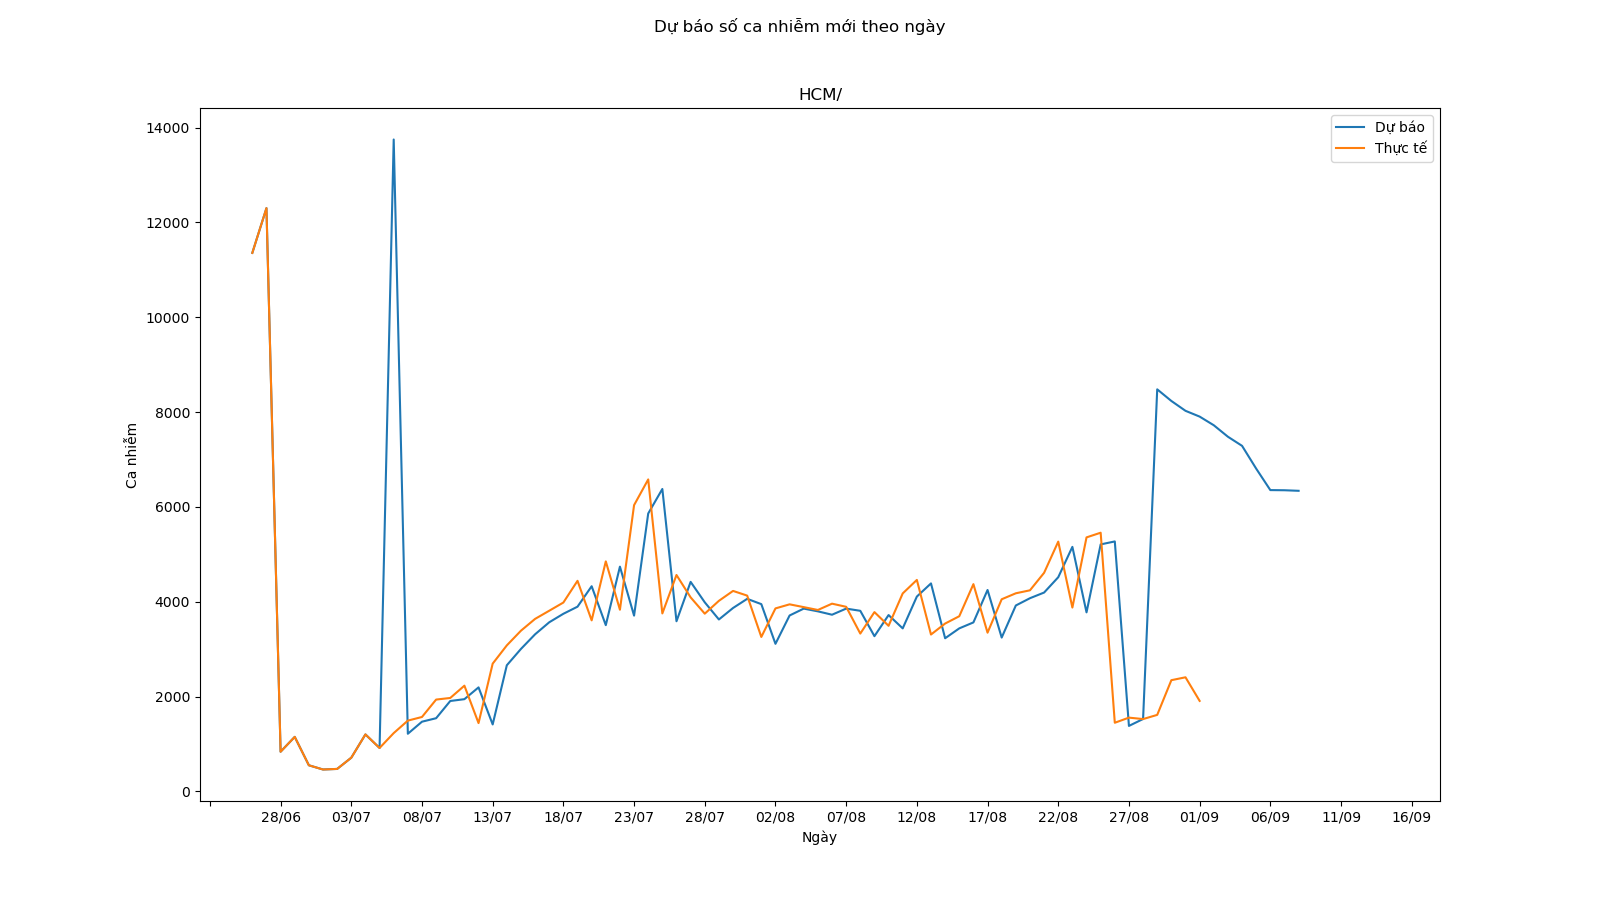 Dự báo số ca nhiễm mới theo ngày
HCM/
Dự báo
Thực tế
14000
12000
10000
8000
6000
4000
2000
0
Ca nhiễm
28/06 03/07 08/07 13/07 18/07 23/07 28/07 02/08 07/08 12/08 17/08 22/08 27/08 01/09 06/09 11/09 16/09
Ngày